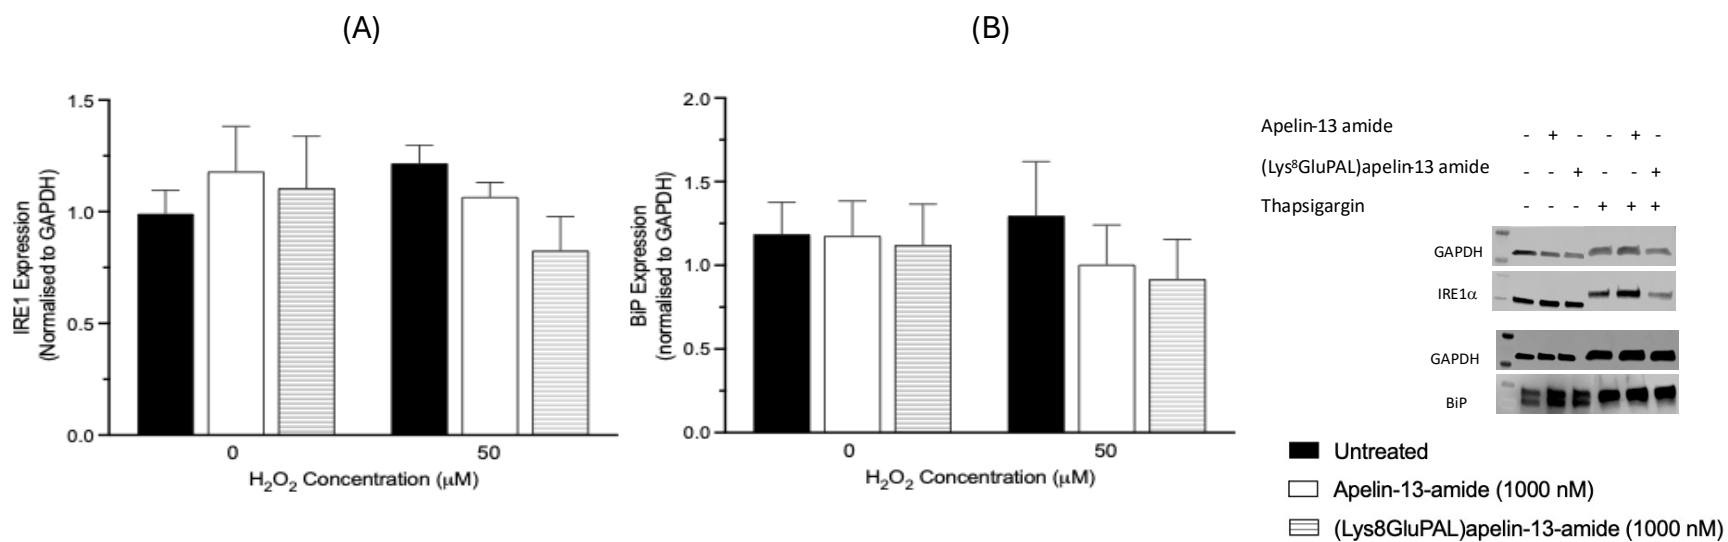 (A)
(B)
IRE1 Expression
(Normalised to GAPDH)
1.5
1.0
0.5
0.0
0
50
H₂O₂ Concentration (μM)
BiP Expression
(normalised to GAPDH)
2.0
1.5
1.0
0.5
0.0
0
50
H₂O₂ Concentration (μM)
Apelin-13 amide - + - - + -
(Lys⁸GluPAL)apelin-13 amide - - + - - +
Thapsigargin - - - + + +
GAPDH
IRE1α
GAPDH
BiP
Untreated
Apelin-13-amide (1000 nM)
(Lys8GluPAL)apelin-13-amide (1000 nM)